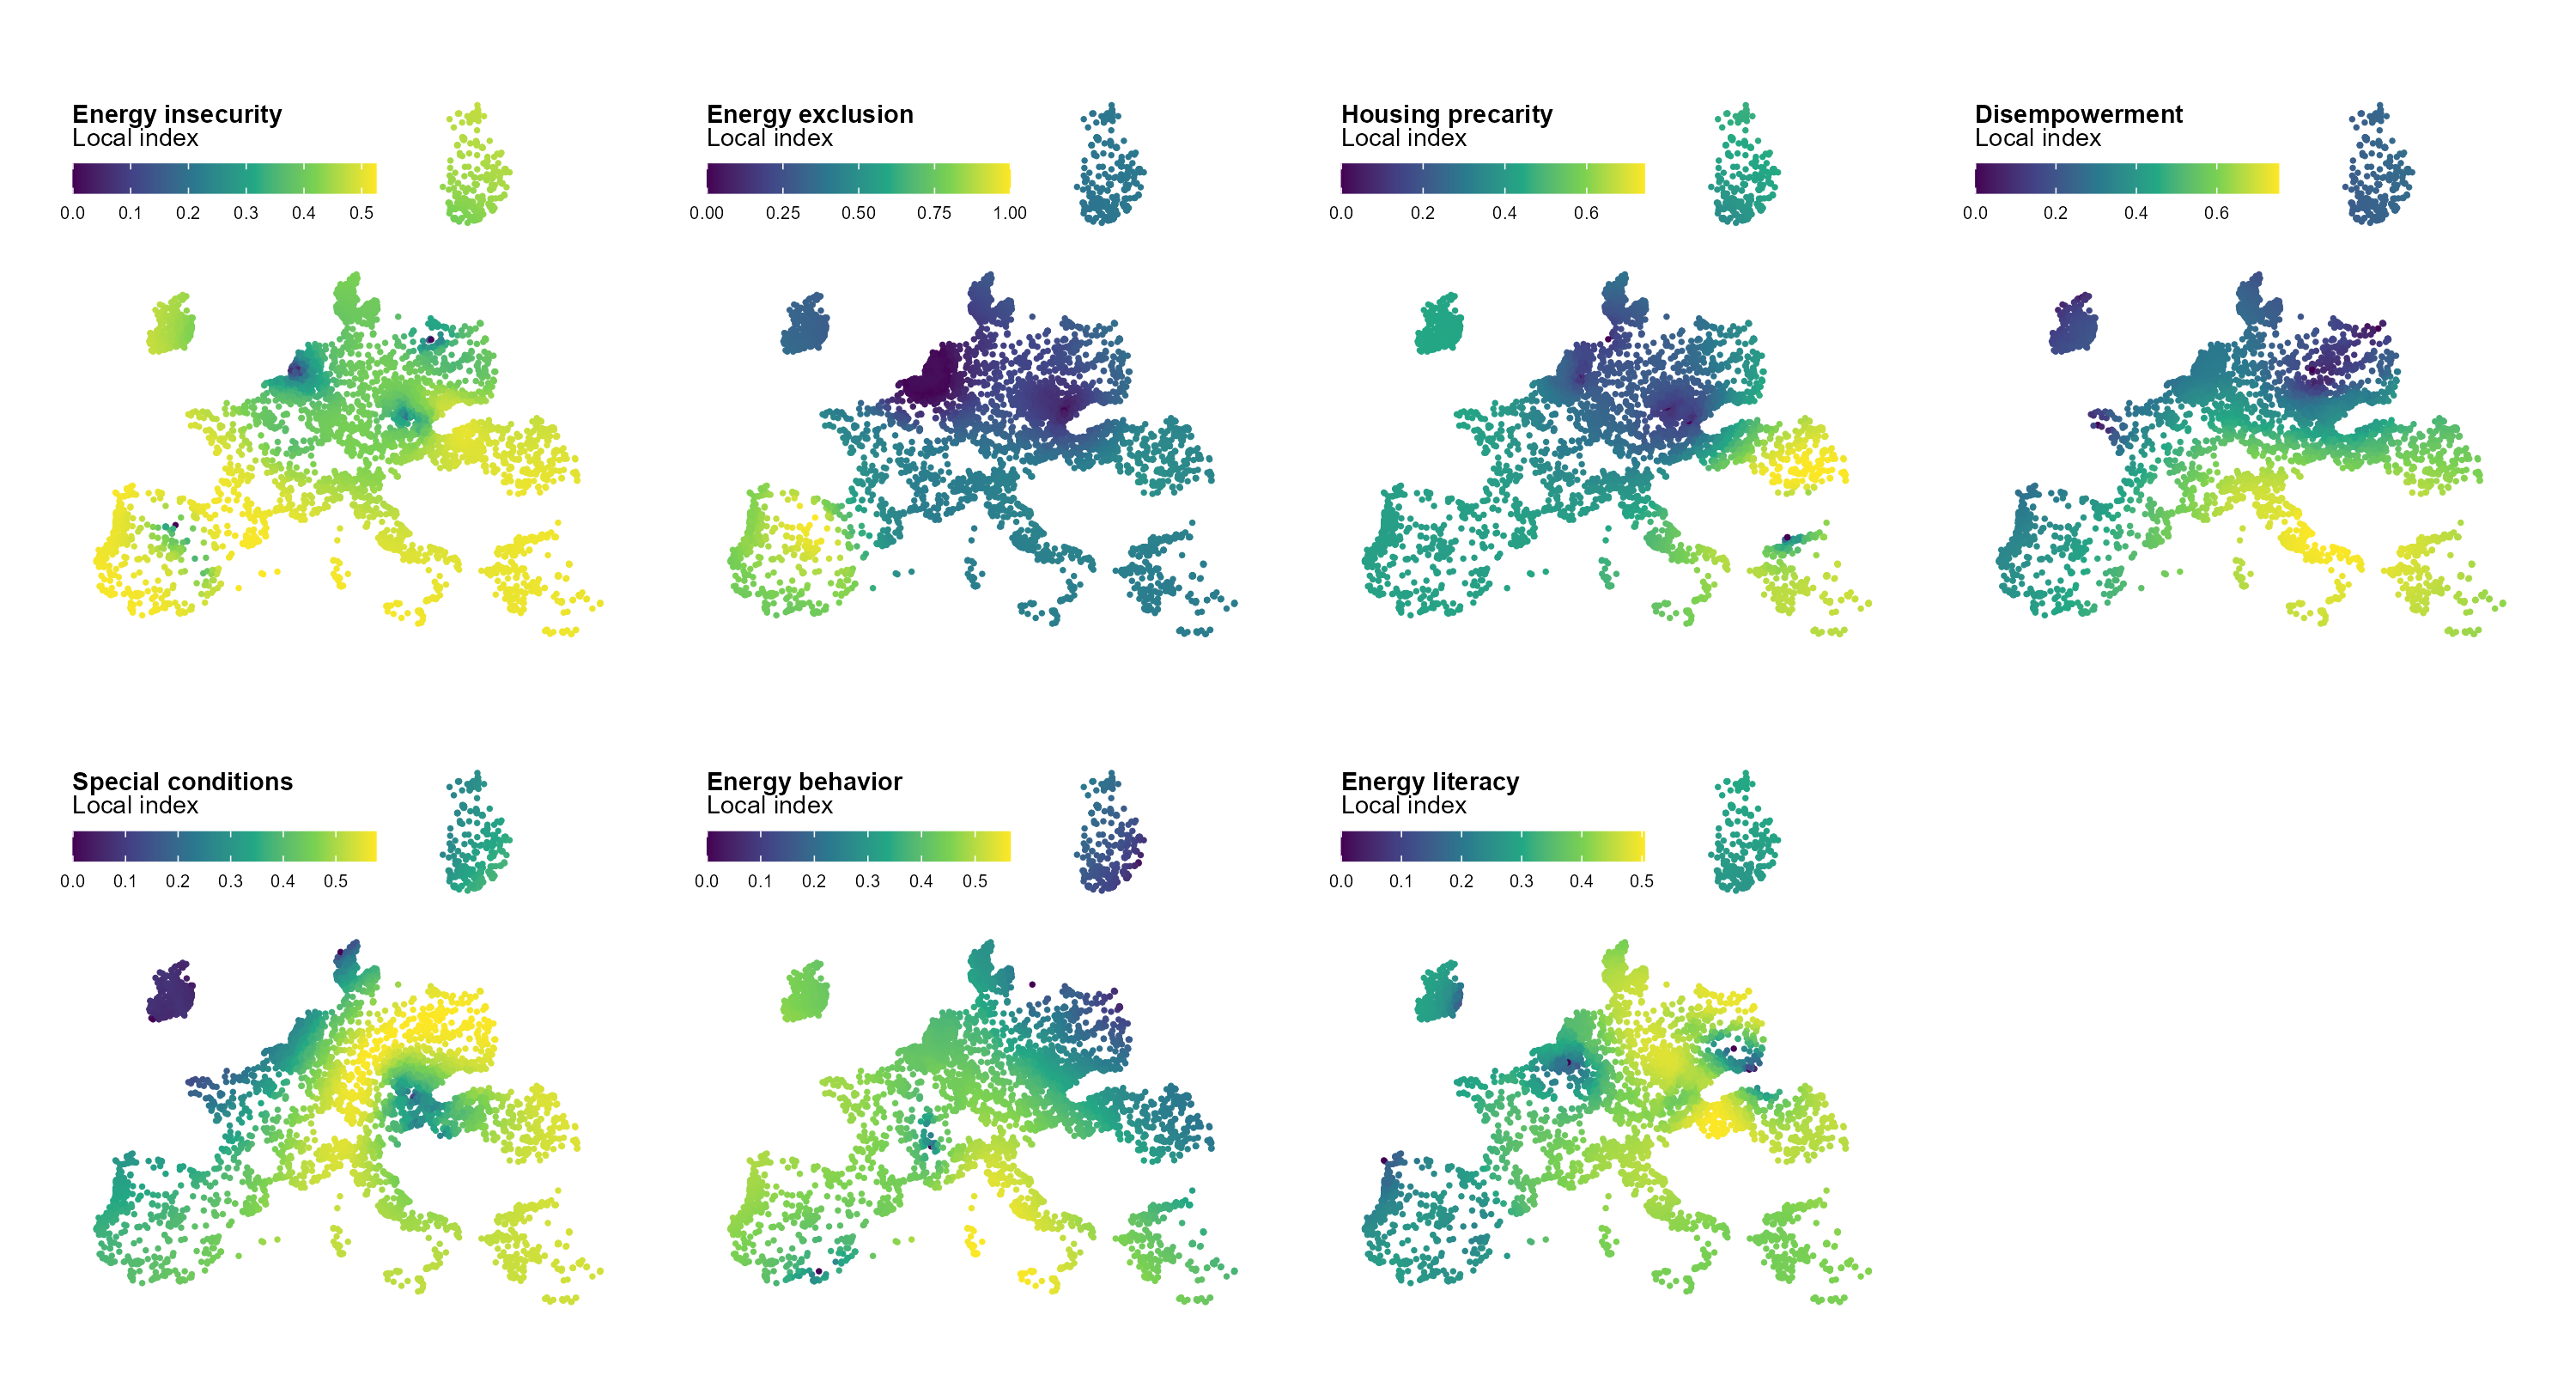 Energy insecurity
Local index
0.0 0.1 0.2 0.3 0.4 0.5
Energy exclusion
Local index
0.00 0.25 0.50 0.75 1.00
Housing precarity
Local index
0.0 0.2 0.4 0.6
Disempowerment
Local index
0.0 0.2 0.4 0.6
Special conditions
Local index
0.0 0.1 0.2 0.3 0.4 0.5
Energy behavior
Local index
0.0 0.1 0.2 0.3 0.4 0.5
Energy literacy
Local index
0.0 0.1 0.2 0.3 0.4 0.5